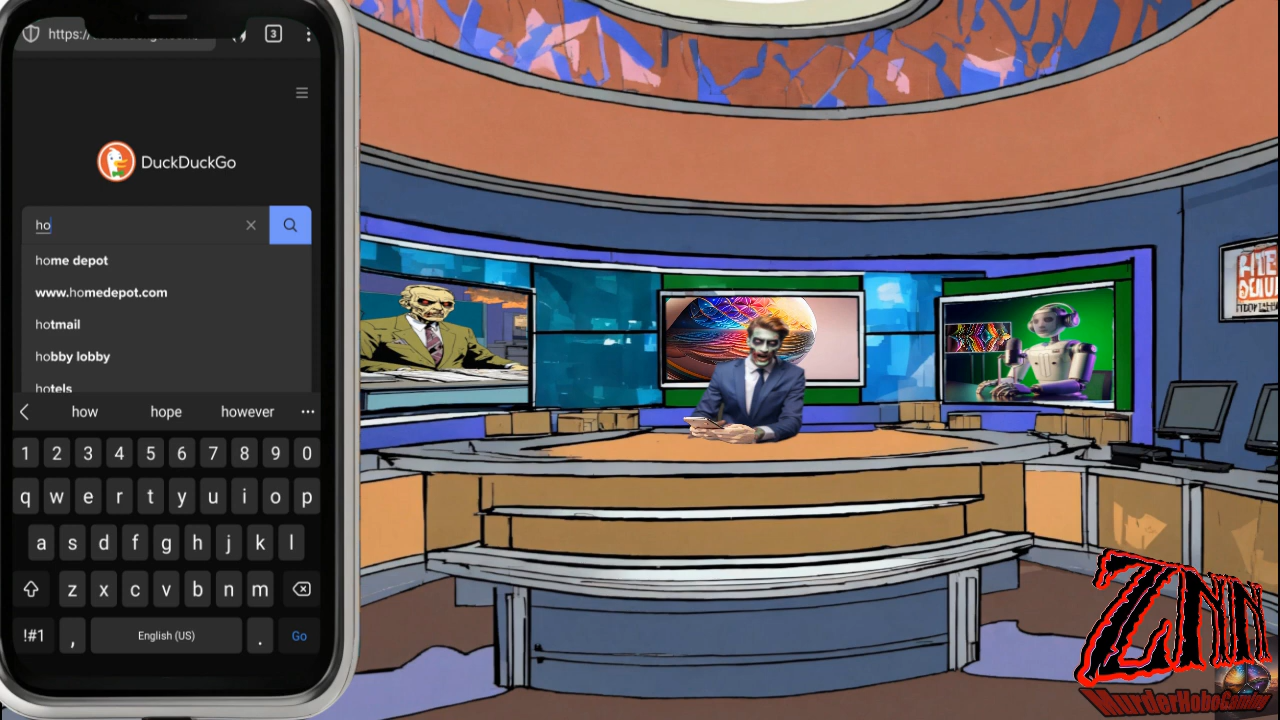 https://
3
DuckDuckGo
ho
home depot
www.homedepot.com
hotmail
hobby lobby
hotels
how hope however
1 2 3 4 5 6 7 8 9 0
q w e r t y u i o p
a s d f g h j k l
z x c v b n m
!#1 , English (US) . Go
ZNN
MurderHoboGaming